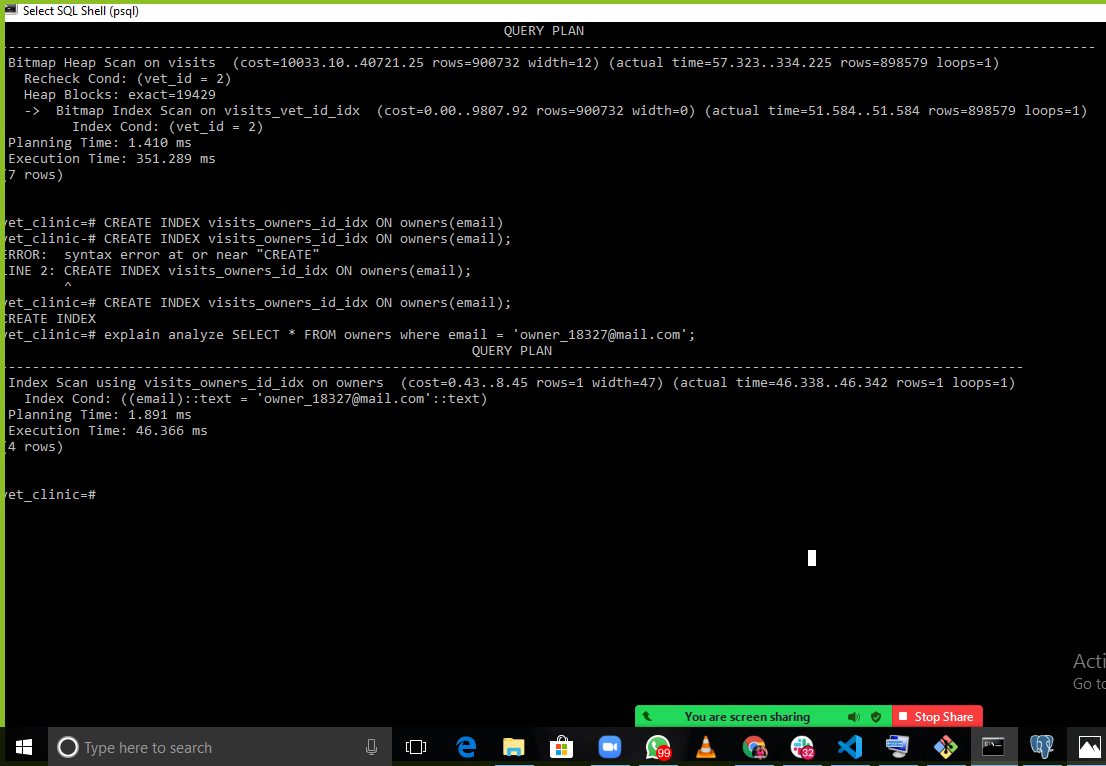 Select SQL Shell (psql)
QUERY PLAN
------------------------------------------------------------------------------------------------------------------------------------------
Bitmap Heap Scan on visits  (cost=10033.10..40721.25 rows=900732 width=12) (actual time=57.323..334.225 rows=898579 loops=1)
Recheck Cond: (vet_id = 2)
Heap Blocks: exact=19429
->  Bitmap Index Scan on visits_vet_id_idx  (cost=0.00..9807.92 rows=900732 width=0) (actual time=51.584..51.584 rows=898579 loops=1)
Index Cond: (vet_id = 2)
Planning Time: 1.410 ms
Execution Time: 351.289 ms
(7 rows)
vet_clinic=# CREATE INDEX visits_owners_id_idx ON owners(email)
vet_clinic-# CREATE INDEX visits_owners_id_idx ON owners(email);
ERROR:  syntax error at or near "CREATE"
LINE 2: CREATE INDEX visits_owners_id_idx ON owners(email);
^
vet_clinic=# CREATE INDEX visits_owners_id_idx ON owners(email);
CREATE INDEX
vet_clinic=# explain analyze SELECT * FROM owners where email = 'owner_18327@mail.com';
QUERY PLAN
---------------------------------------------------------------------------------------------------------------------------------
Index Scan using visits_owners_id_idx on owners  (cost=0.43..8.45 rows=1 width=47) (actual time=46.338..46.342 rows=1 loops=1)
Index Cond: ((email)::text = 'owner_18327@mail.com'::text)
Planning Time: 1.891 ms
Execution Time: 46.366 ms
(4 rows)
vet_clinic=#
Acti
Go to
You are screen sharing
Stop Share
Type here to search
99
32